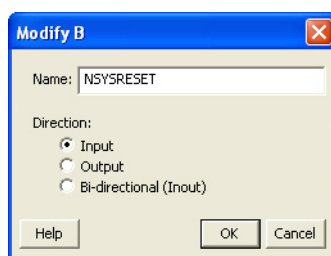 Modify B
Name: NSYSRESET
Direction:
Input
Output
Bi-directional (Inout)
Help OK Cancel